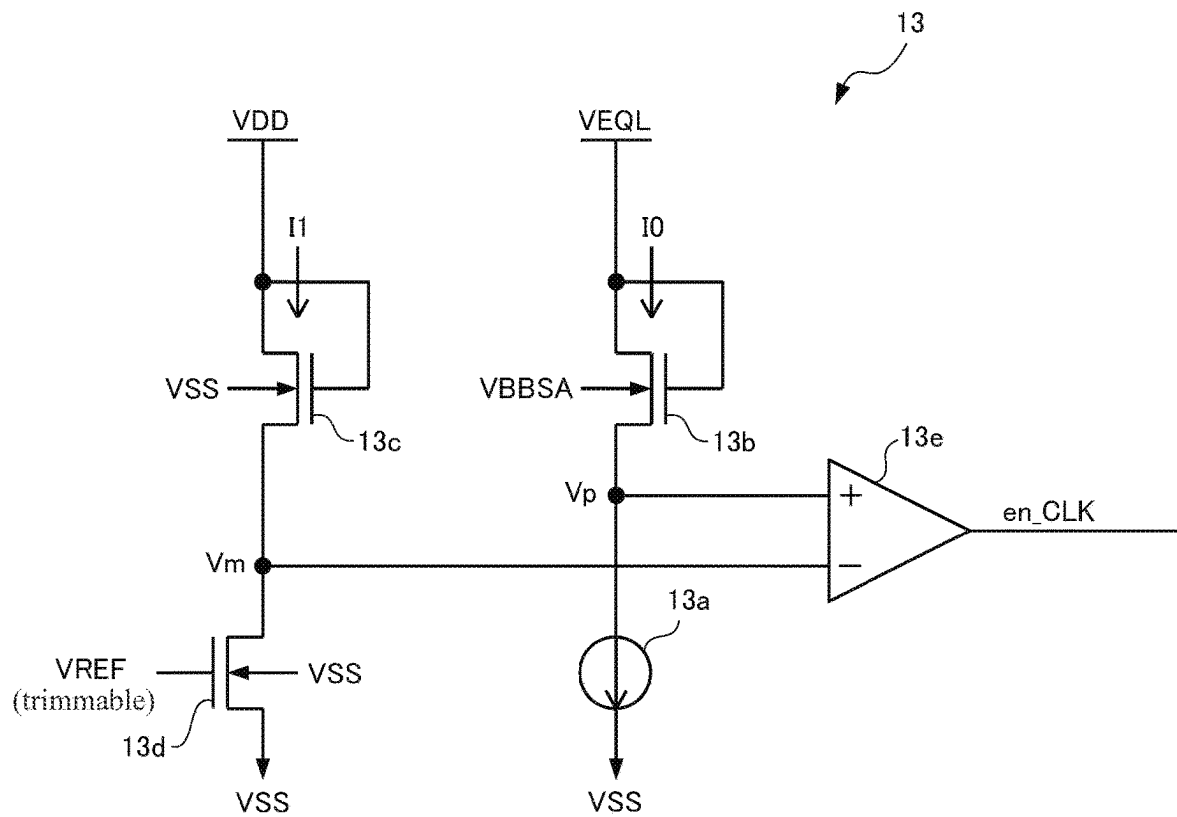 13
VDD
VEQL
I1
I0
VSS
VBBSA
13c
13b
13e
Vp
+
en_CLK
Vm
−
13a
VREF
(trimmable)
VSS
13d
VSS
VSS